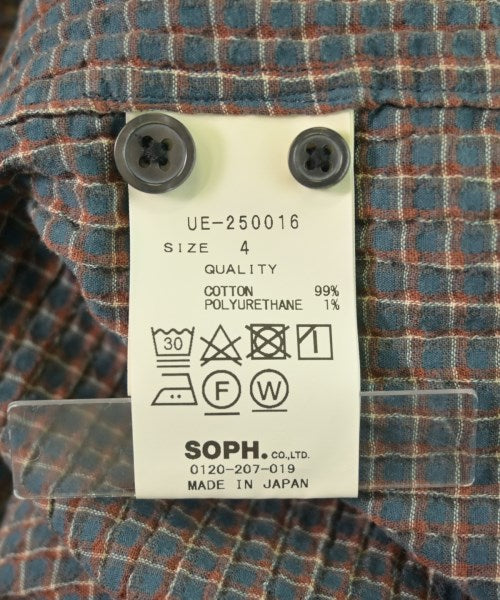 UE-250016
SIZE 4
QUALITY
COTTON 99%
POLYURETHANE 1%
30
F W
SOPH. CO.,LTD.
0120-207-019
MADE IN JAPAN